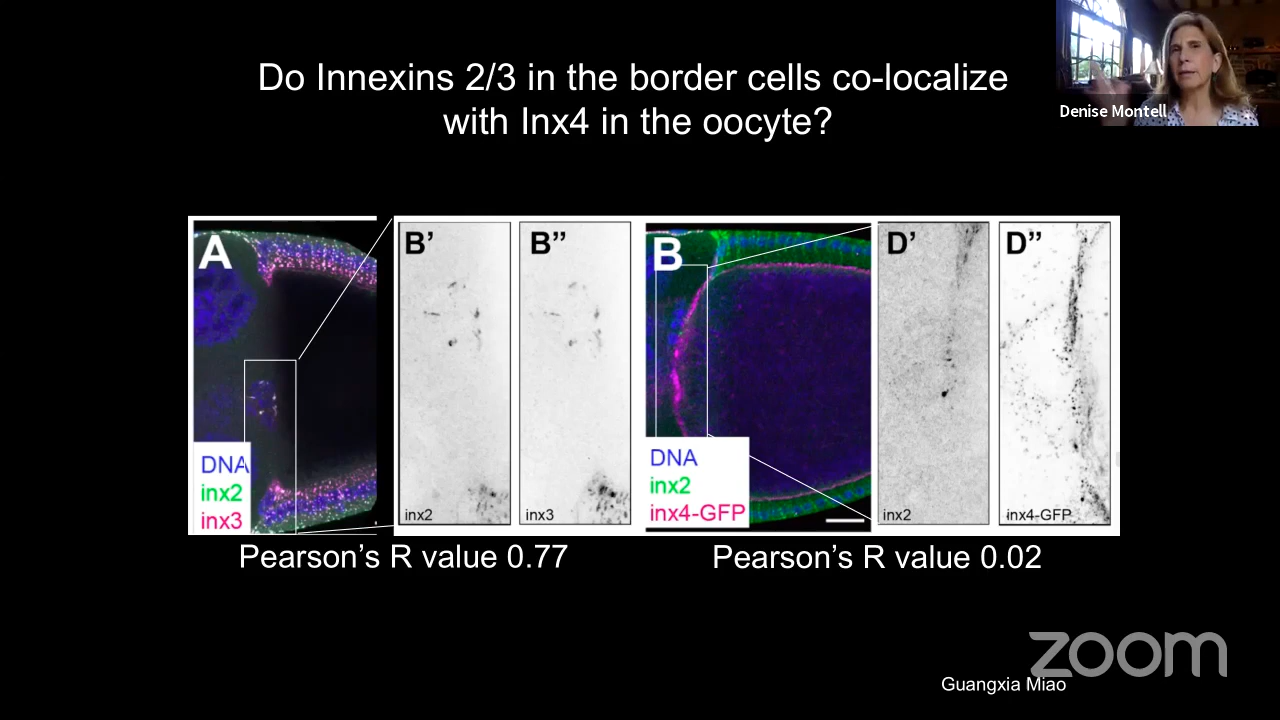 Do Innexins 2/3 in the border cells co-localize
with Inx4 in the oocyte?
Denise Montell
A
DNA
inx2
inx3
B’
inx2
B”
inx3
B
DNA
inx2
inx4-GFP
D’
inx2
D”
inx4-GFP
Pearson’s R value 0.77
Pearson’s R value 0.02
zoom
Guangxia Miao